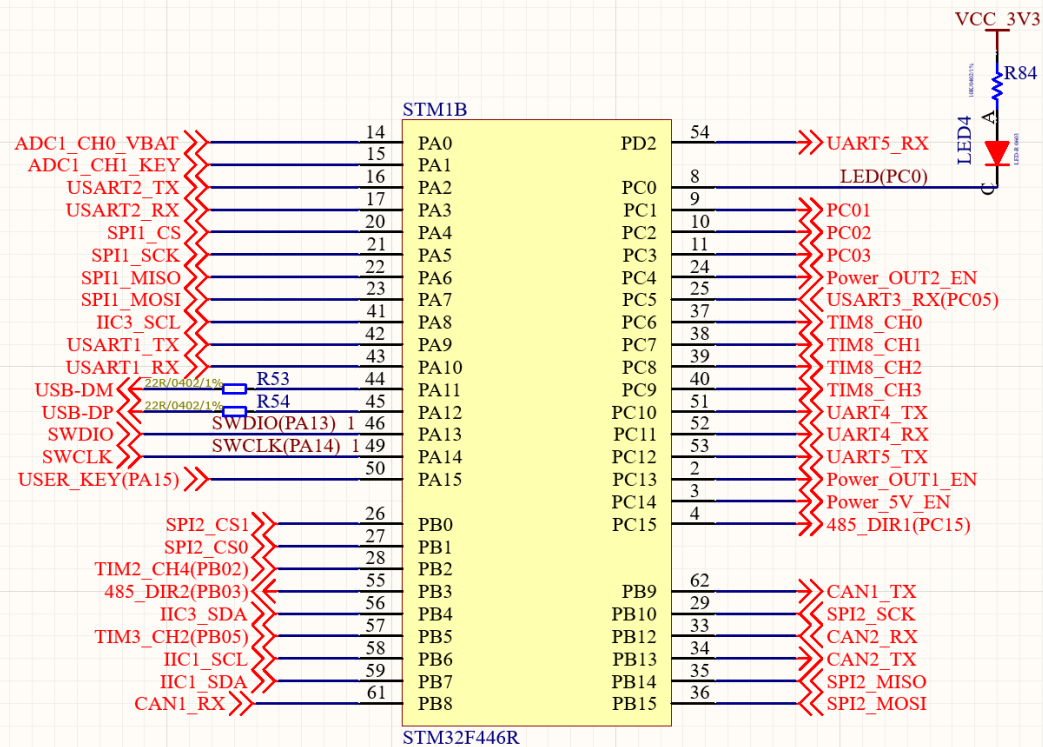 VCC_3V3
R84
10K/0402/1%
A
LED4
LED-R 0603
C
STM1B
ADC1_CH0_VBAT 14 PA0
ADC1_CH1_KEY 15 PA1
USART2_TX 16 PA2
USART2_RX 17 PA3
SPI1_CS 20 PA4
SPI1_SCK 21 PA5
SPI1_MISO 22 PA6
SPI1_MOSI 23 PA7
IIC3_SCL 41 PA8
USART1_TX 42 PA9
USART1_RX 43 PA10
USB-DM 22R/0402/1% R53 44 PA11
USB-DP 22R/0402/1% R54 45 PA12
SWDIO SWDIO(PA13) 1 46 PA13
SWCLK SWCLK(PA14) 1 49 PA14
USER_KEY(PA15) 50 PA15
SPI2_CS1 26 PB0
SPI2_CS0 27 PB1
TIM2_CH4(PB02) 28 PB2
485_DIR2(PB03) 55 PB3
IIC3_SDA 56 PB4
TIM3_CH2(PB05) 57 PB5
IIC1_SCL 58 PB6
IIC1_SDA 59 PB7
CAN1_RX 61 PB8
PD2 54 UART5_RX
PC0 8 LED(PC0)
PC1 9 PC01
PC2 10 PC02
PC3 11 PC03
PC4 24 Power_OUT2_EN
PC5 25 USART3_RX(PC05)
PC6 37 TIM8_CH0
PC7 38 TIM8_CH1
PC8 39 TIM8_CH2
PC9 40 TIM8_CH3
PC10 51 UART4_TX
PC11 52 UART4_RX
PC12 53 UART5_TX
PC13 2 Power_OUT1_EN
PC14 3 Power_5V_EN
PC15 4 485_DIR1(PC15)
PB9 62 CAN1_TX
PB10 29 SPI2_SCK
PB12 33 CAN2_RX
PB13 34 CAN2_TX
PB14 35 SPI2_MISO
PB15 36 SPI2_MOSI
STM32F446R